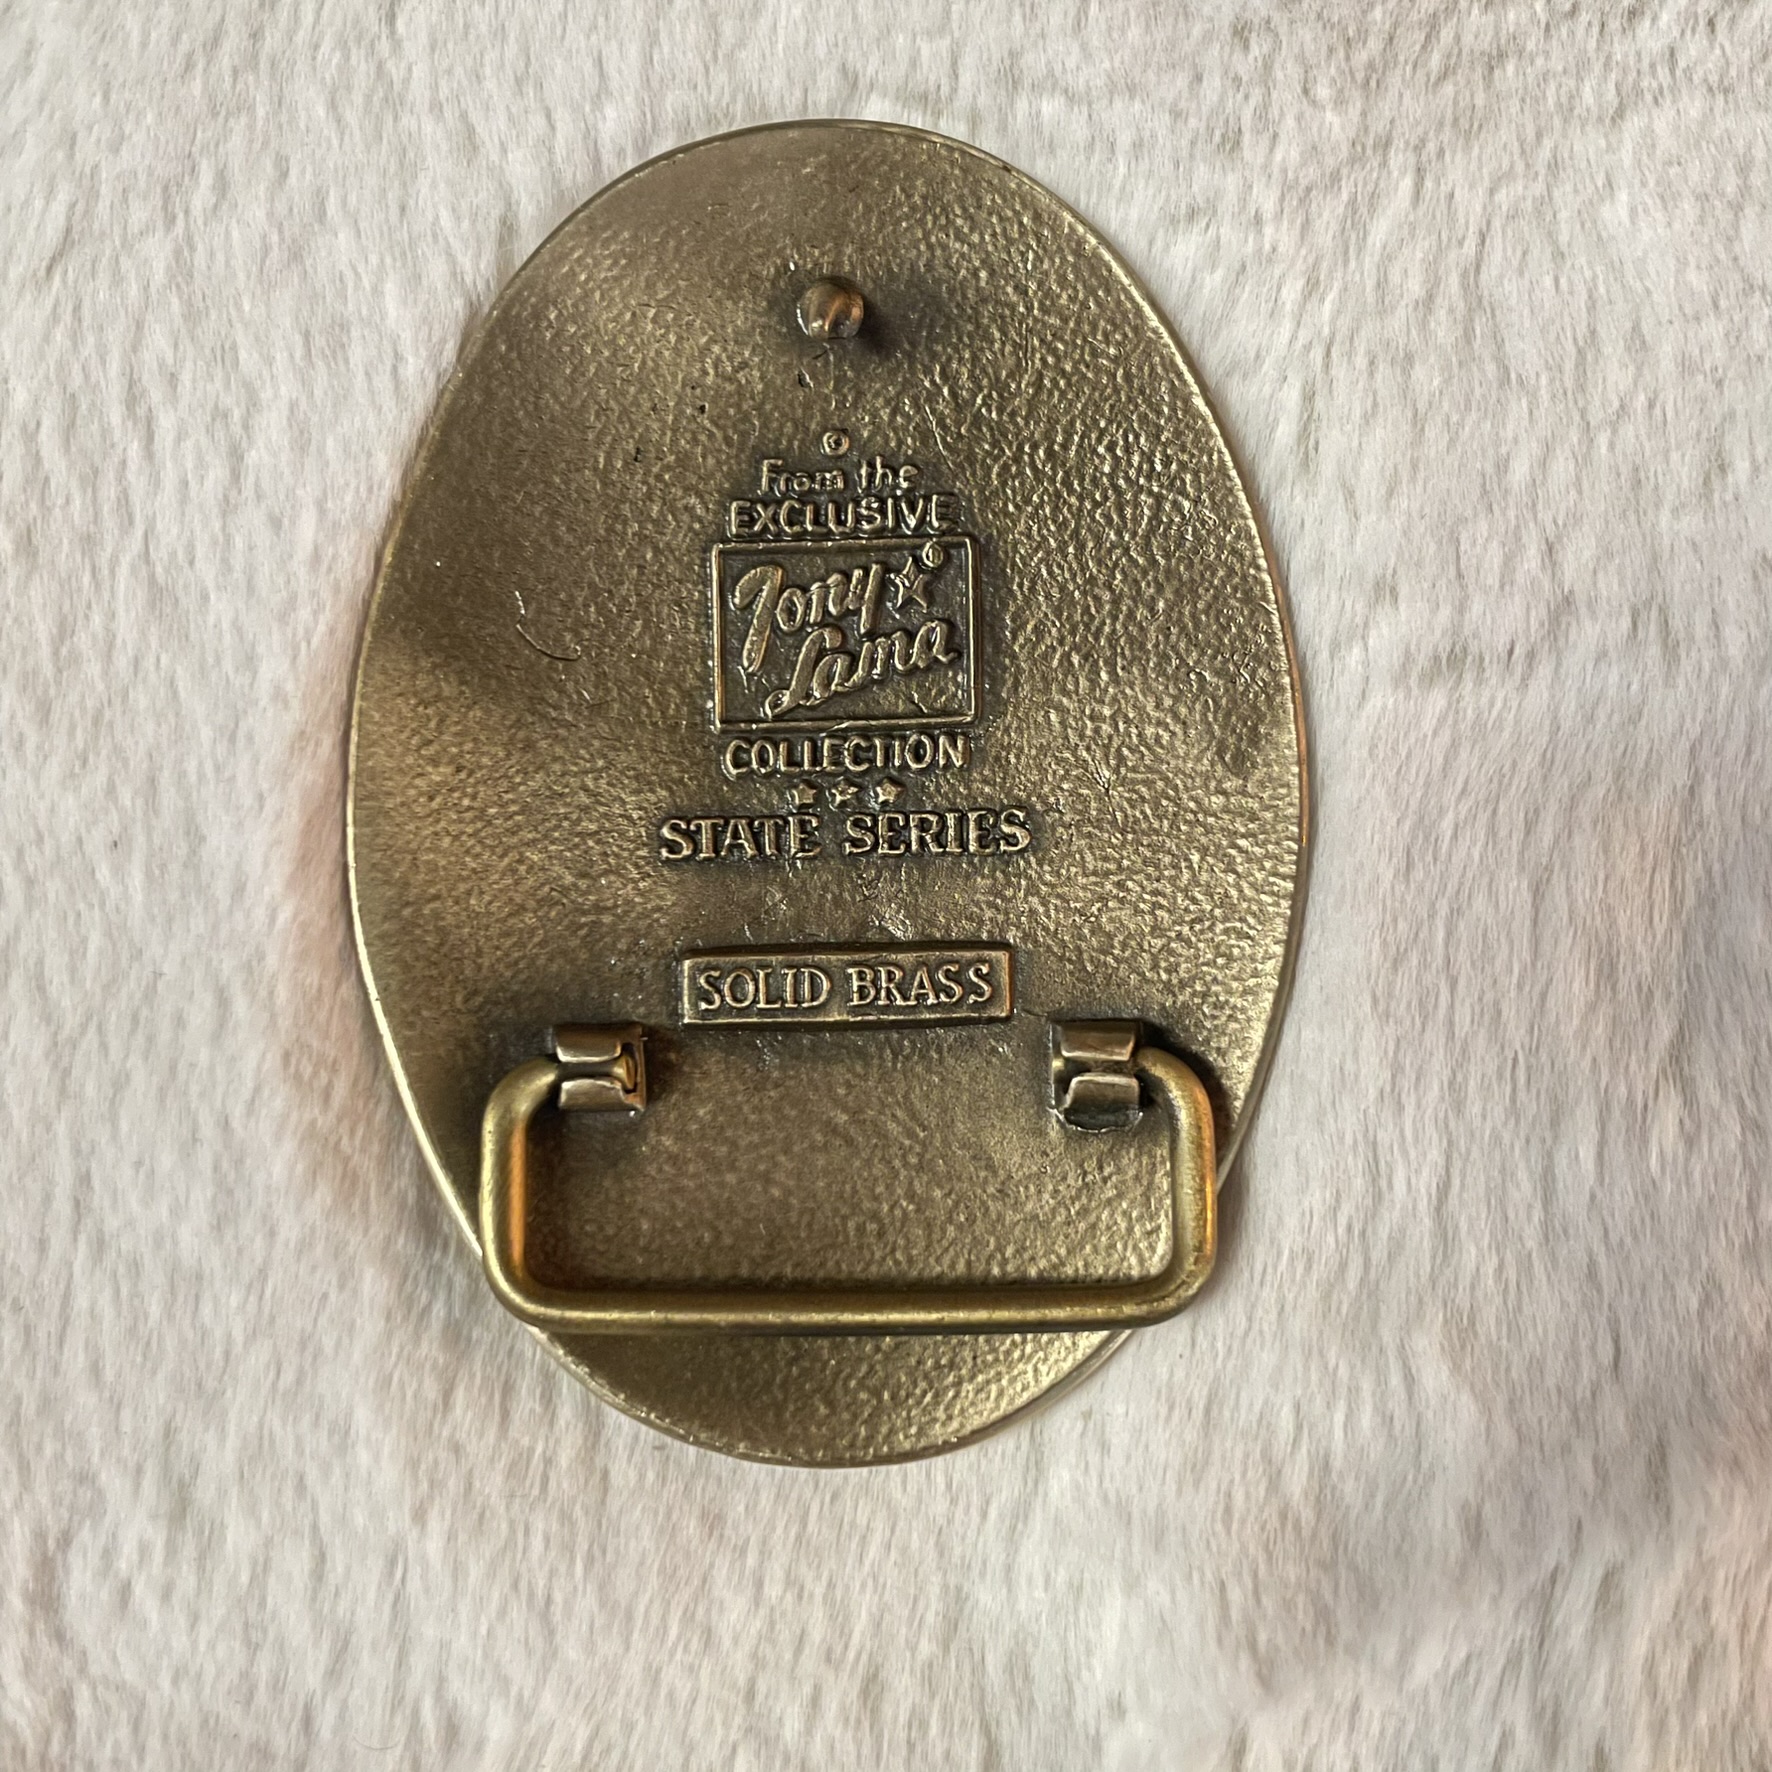 ©
From the
EXCLUSIVE
Tony
Lama
COLLECTION
STATE SERIES
SOLID BRASS